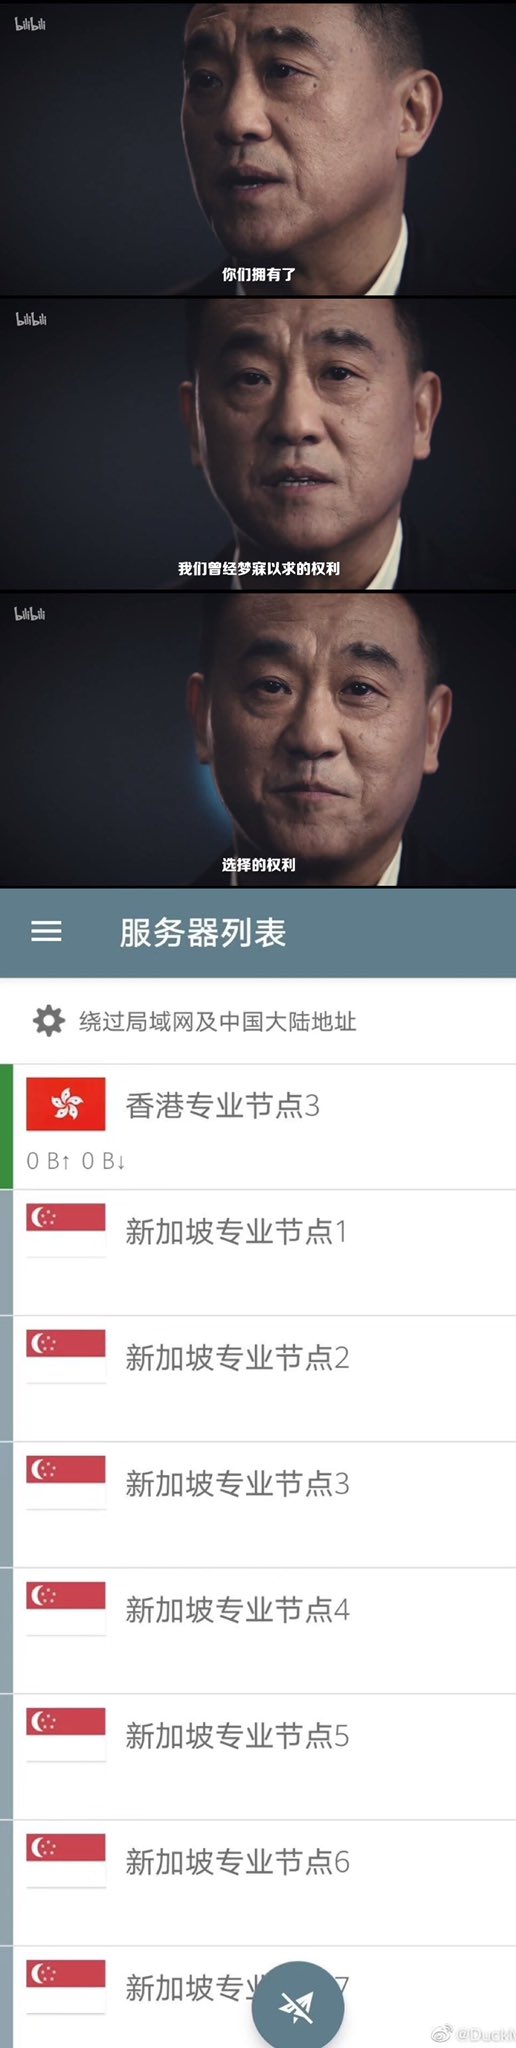 bilibili
你们拥有了
bilibili
我们曾经梦寐以求的权利
bilibili
选择的权利
服务器列表
绕过局域网及中国大陆地址
香港专业节点3
0 B↑ 0 B↓
新加坡专业节点1
新加坡专业节点2
新加坡专业节点3
新加坡专业节点4
新加坡专业节点5
新加坡专业节点6
新加坡专业 7